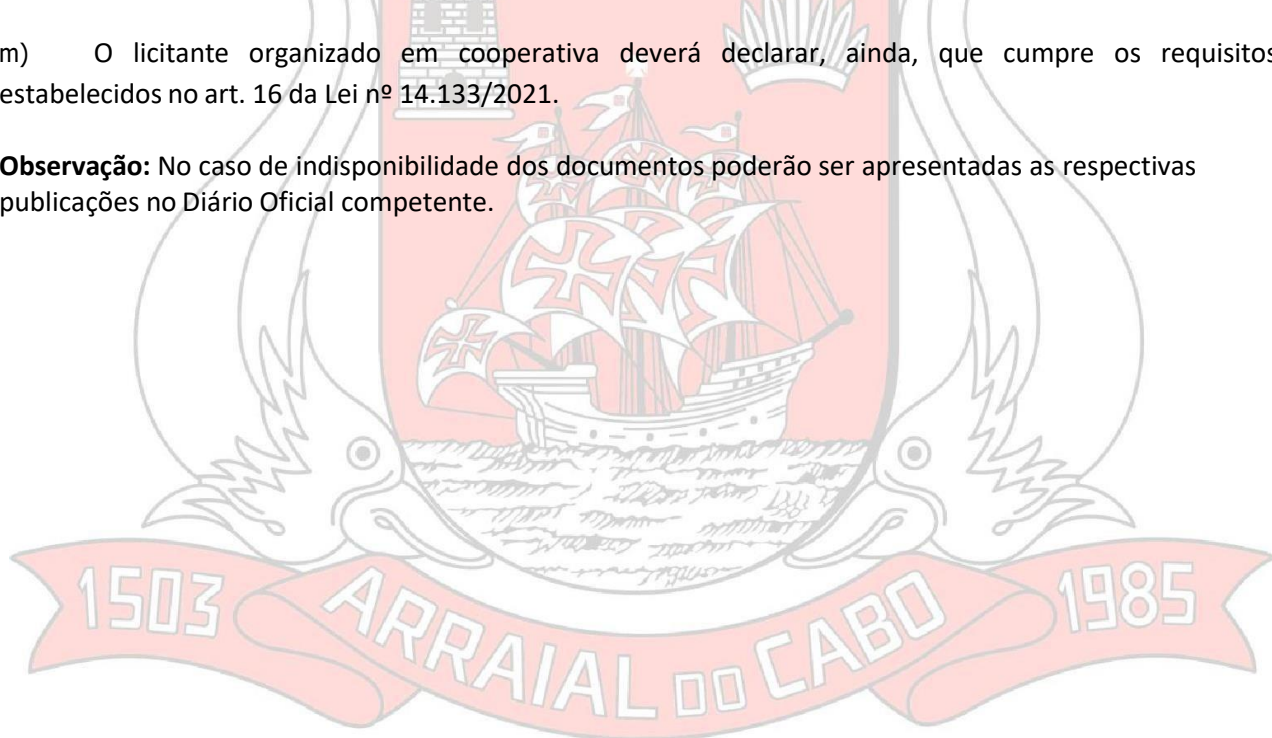 m) O licitante organizado em cooperativa deverá declarar, ainda, que cumpre os requisitos
estabelecidos no art. 16 da Lei nº 14.133/2021.
Observação: No caso de indisponibilidade dos documentos poderão ser apresentadas as respectivas
publicações no Diário Oficial competente.
1503 ARRAIAL DO CABO 1985